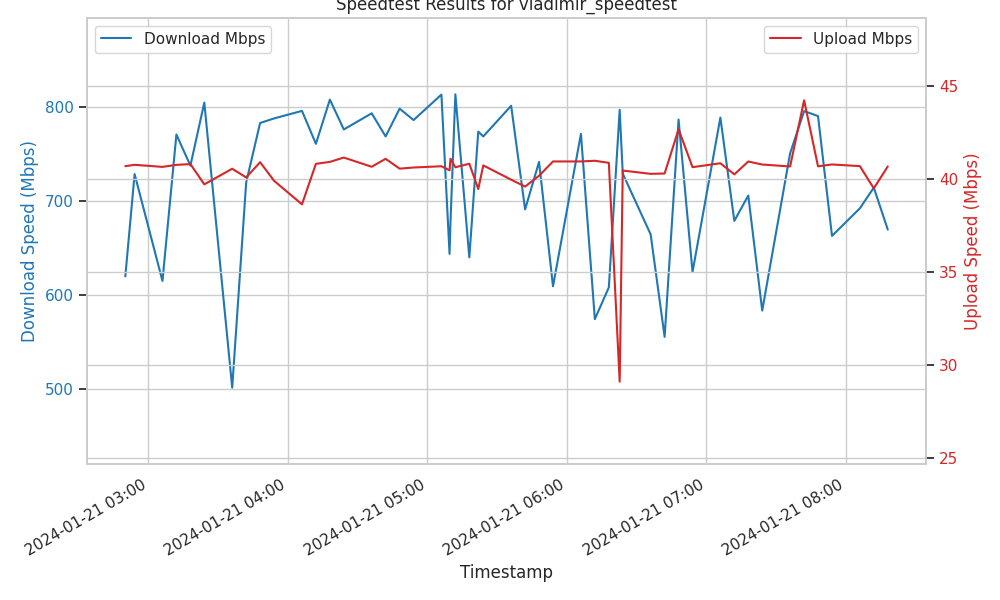 Speedtest Results for vladimir_speedtest
Download Mbps
Upload Mbps
800
700
600
500
Download Speed (Mbps)
45
40
35
30
25
Upload Speed (Mbps)
2024-01-21 03:00
2024-01-21 04:00
2024-01-21 05:00
2024-01-21 06:00
2024-01-21 07:00
2024-01-21 08:00
Timestamp